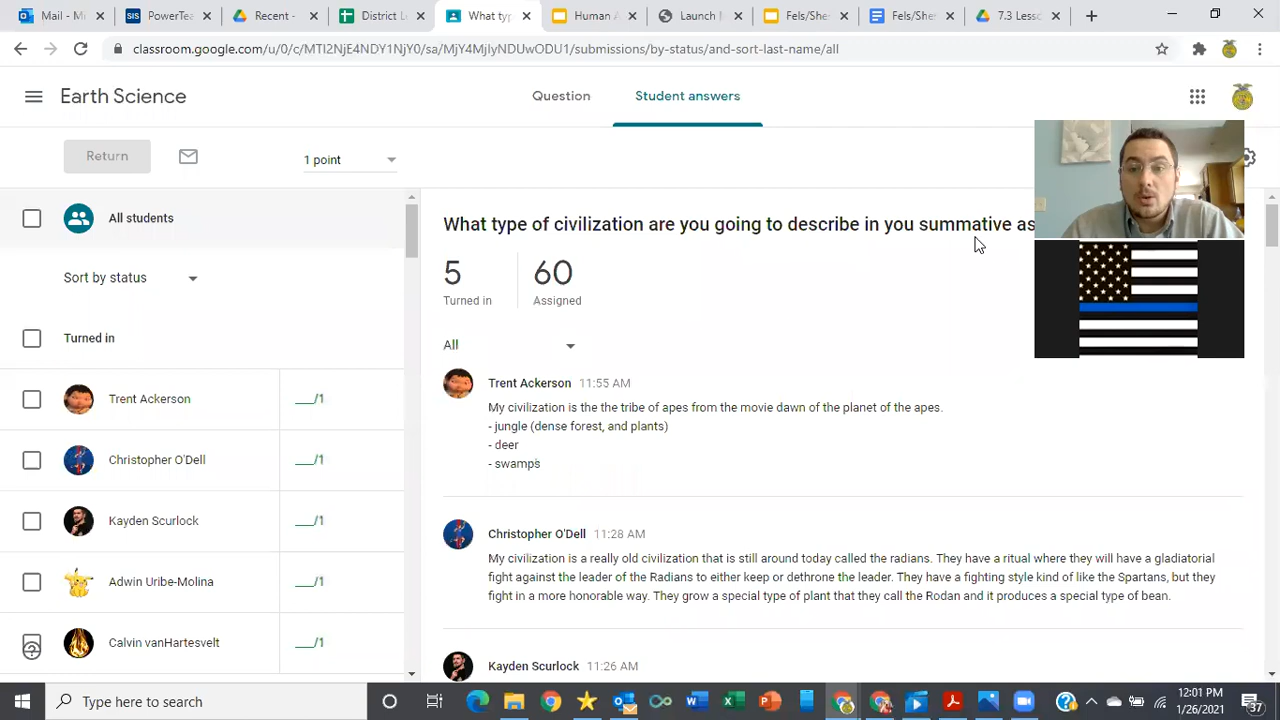 Mail - Mi
SIS Power
Recent -
District L
What typ
Human A
Launch M
Fels/She
Fels/She
7.3 Lesso
classroom.google.com/u/0/c/MTI2NjE4NDY1NjY0/sa/MjY4MjIyNDUwODU1/submissions/by-status/and-sort-last-name/all
Earth Science
Question
Student answers
Return
1 point
All students
Sort by status
Turned in
Trent Ackerson
__/1
Christopher O'Dell
__/1
Kayden Scurlock
__/1
Adwin Uribe-Molina
__/1
Calvin vanHartesvelt
__/1
What type of civilization are you going to describe in you summative as
5 60
Turned in Assigned
All
Trent Ackerson 11:55 AM
My civilization is the the tribe of apes from the movie dawn of the planet of the apes.
- jungle (dense forest, and plants)
- deer
- swamps
Christopher O'Dell 11:28 AM
My civilization is a really old civilization that is still around today called the radians. They have a ritual where they will have a gladiatorial
fight against the leader of the Radians to either keep or dethrone the leader. They have a fighting style kind of like the Spartans, but they
fight in a more honorable way. They grow a special type of plant that they call the Rodan and it produces a special type of bean.
Kayden Scurlock 11:26 AM
Type here to search
12:01 PM
1/26/2021
37